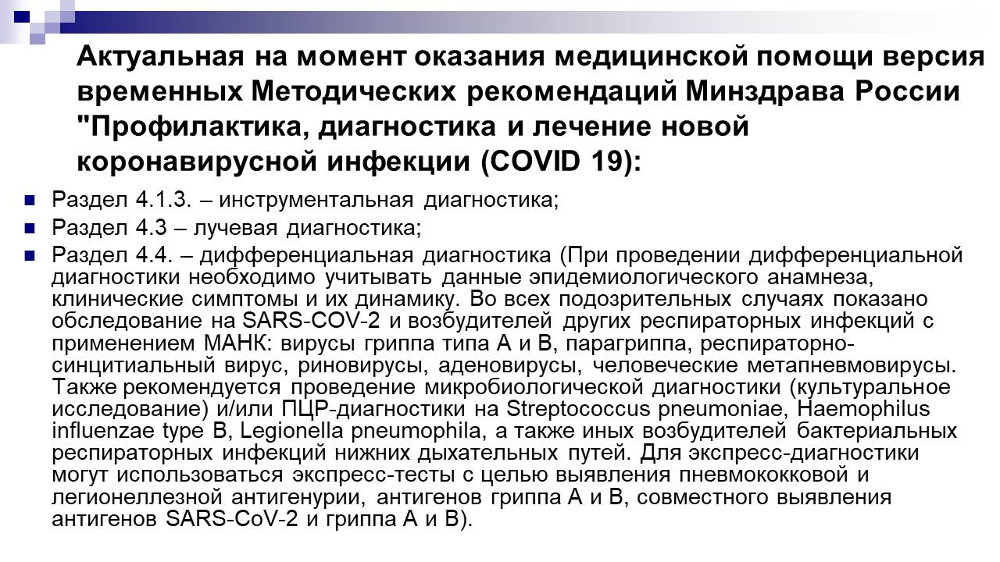 Актуальная на момент оказания медицинской помощи версия
временных Методических рекомендаций Минздрава России
"Профилактика, диагностика и лечение новой
коронавирусной инфекции (COVID 19):
Раздел 4.1.3. – инструментальная диагностика;
Раздел 4.3 – лучевая диагностика;
Раздел 4.4. – дифференциальная диагностика (При проведении дифференциальной
диагностики необходимо учитывать данные эпидемиологического анамнеза,
клинические симптомы и их динамику. Во всех подозрительных случаях показано
обследование на SARS-COV-2 и возбудителей других респираторных инфекций с
применением МАНК: вирусы гриппа типа А и В, парагриппа, респираторно-
синцитиальный вирус, риновирусы, аденовирусы, человеческие метапневмовирусы.
Также рекомендуется проведение микробиологической диагностики (культуральное
исследование) и/или ПЦР-диагностики на Streptococcus pneumoniae, Haemophilus
influenzae type B, Legionella pneumophila, а также иных возбудителей бактериальных
респираторных инфекций нижних дыхательных путей. Для экспресс-диагностики
могут использоваться экспресс-тесты с целью выявления пневмококковой и
легионеллезной антигенурии, антигенов гриппа А и В, совместного выявления
антигенов SARS-CoV-2 и гриппа А и В).